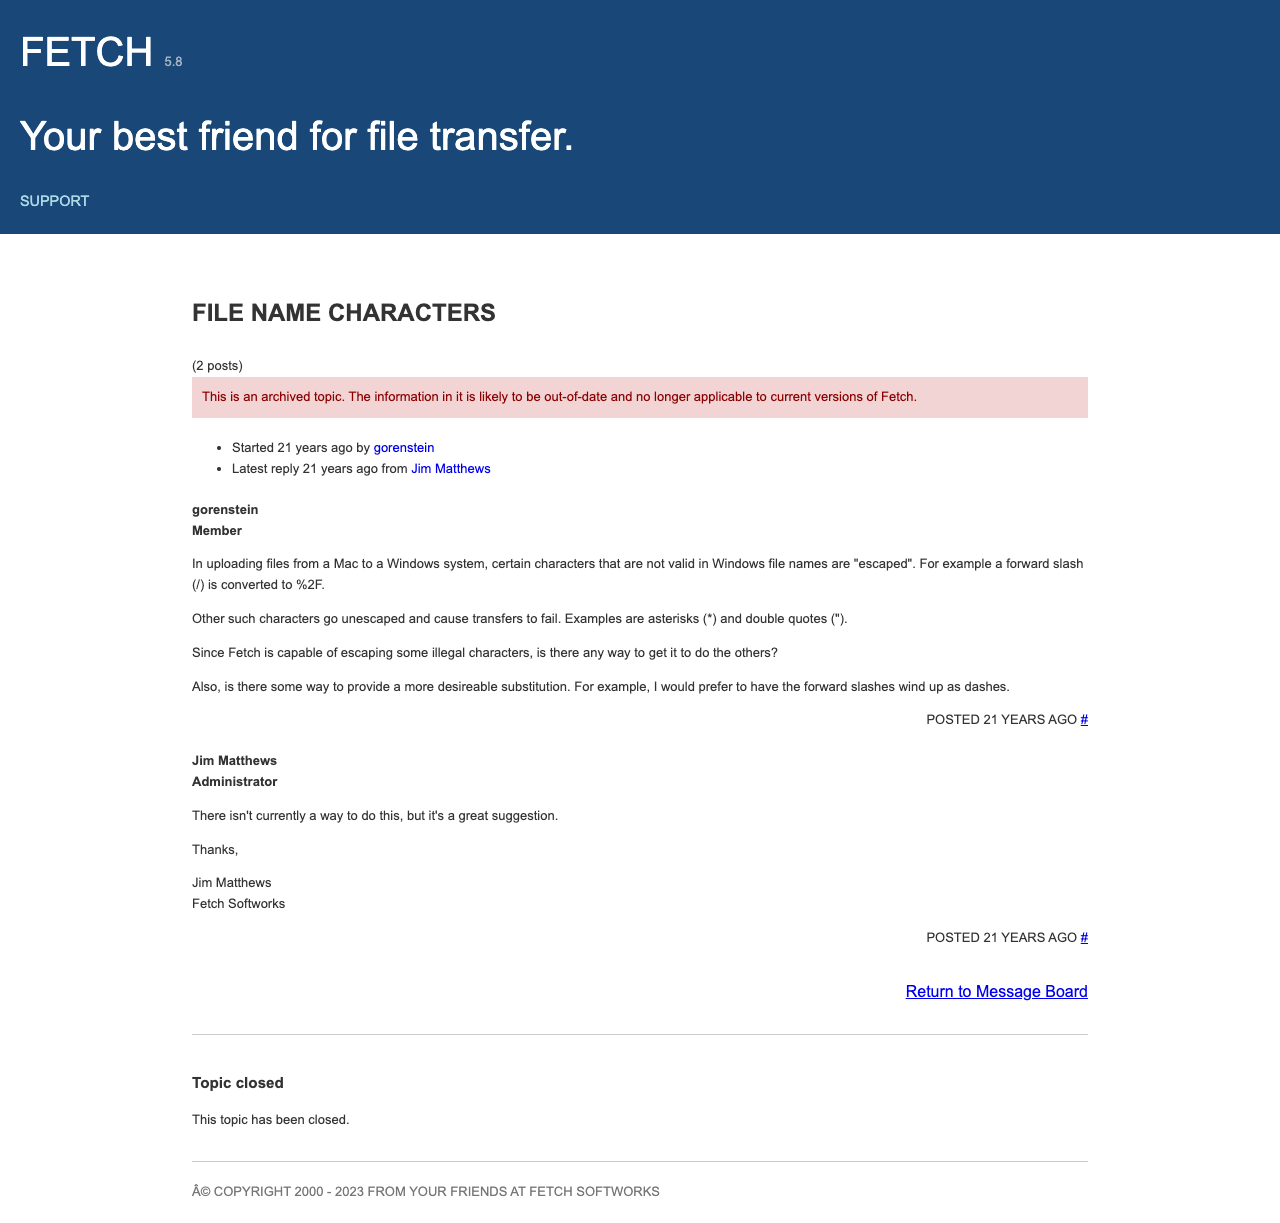 FETCH 5.8
Your best friend for file transfer.
SUPPORT
FILE NAME CHARACTERS
(2 posts)
This is an archived topic. The information in it is likely to be out-of-date and no longer applicable to current versions of Fetch.
• Started 21 years ago by gorenstein
• Latest reply 21 years ago from Jim Matthews
gorenstein
Member
In uploading files from a Mac to a Windows system, certain characters that are not valid in Windows file names are "escaped". For example a forward slash
(/) is converted to %2F.
Other such characters go unescaped and cause transfers to fail. Examples are asterisks (*) and double quotes (").
Since Fetch is capable of escaping some illegal characters, is there any way to get it to do the others?
Also, is there some way to provide a more desireable substitution. For example, I would prefer to have the forward slashes wind up as dashes.
POSTED 21 YEARS AGO #
Jim Matthews
Administrator
There isn't currently a way to do this, but it's a great suggestion.
Thanks,
Jim Matthews
Fetch Softworks
POSTED 21 YEARS AGO #
Return to Message Board
Topic closed
This topic has been closed.
Â© COPYRIGHT 2000 - 2023 FROM YOUR FRIENDS AT FETCH SOFTWORKS